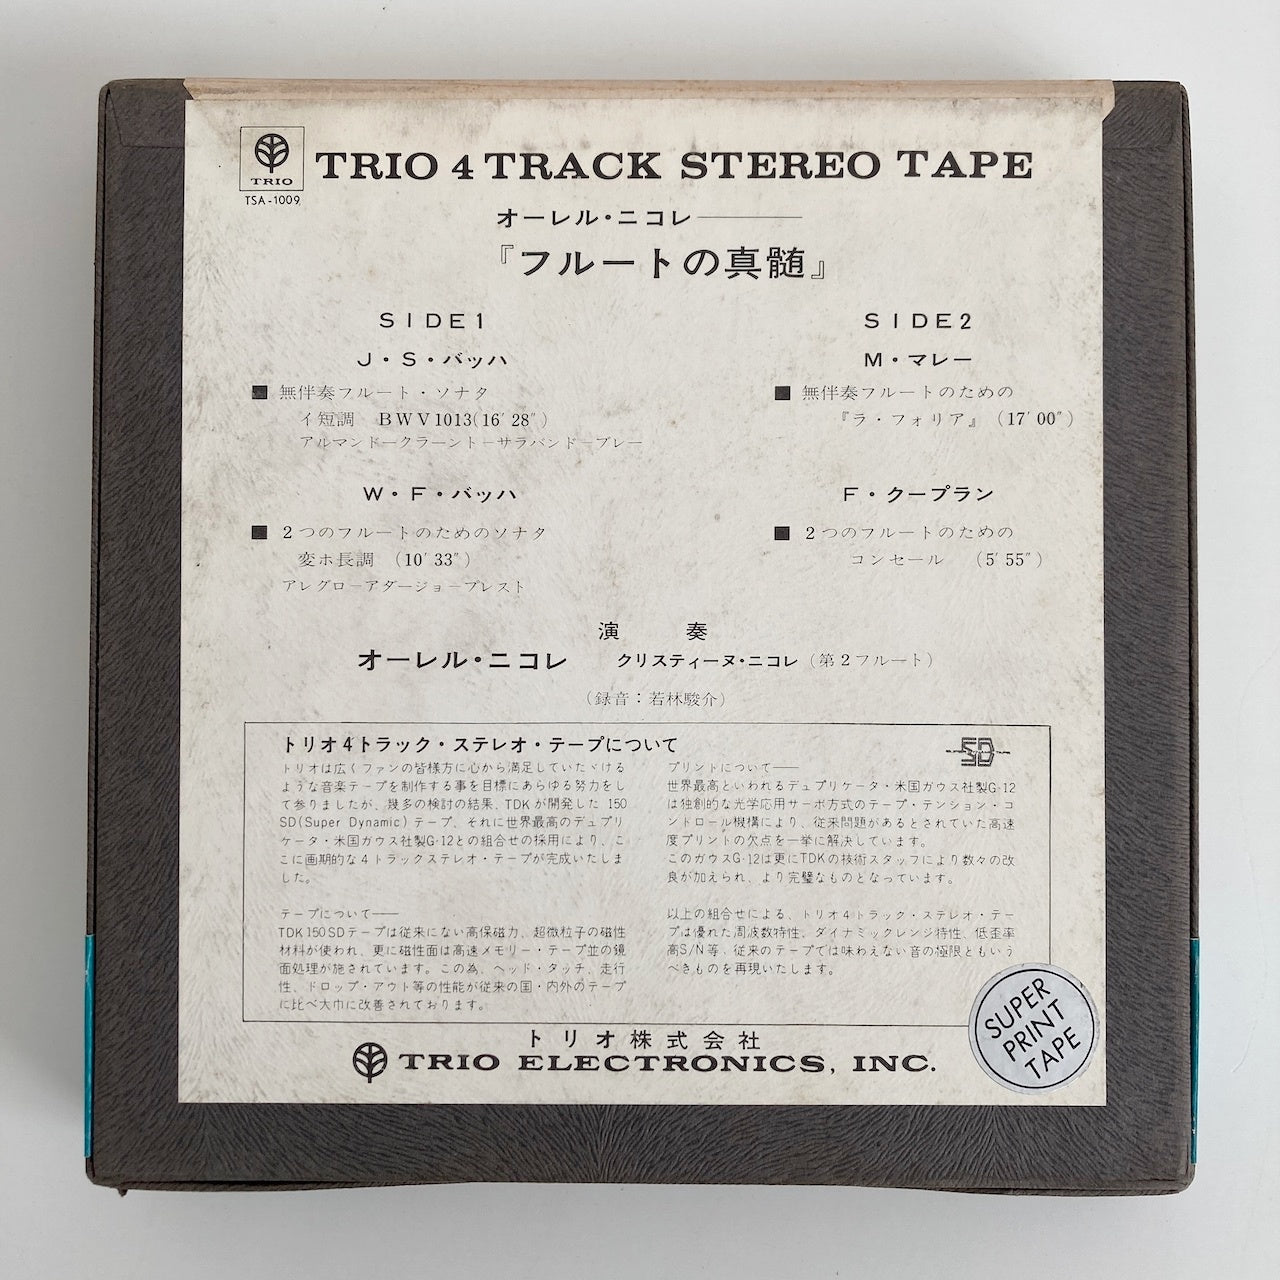 TRIO
TSA-1009
TRIO 4 TRACK STEREO TAPE
オーレル・ニコレ――
『フルートの真髄』
SIDE1
J・S・バッハ
■ 無伴奏フルート・ソナタ
イ短調 BWV1013(16′28″)
アルマンド―クラーント―サラバンド―ブレー
W・F・バッハ
■ 2つのフルートのためのソナタ
変ホ長調 (10′33″)
アレグロ―アダージョ―プレスト
SIDE2
M・マレー
■ 無伴奏フルートのための
『ラ・フォリア』(17′00″)
F・クープラン
■ 2つのフルートのための
コンセール (5′55″)
演 奏
オーレル・ニコレ クリスティーヌ・ニコレ(第2フルート)
(録音:若林駿介)
トリオ4トラック・ステレオ・テープについて
トリオは広くファンの皆様方に心から満足していたゞける
ような音楽テープを制作する事を目標にあらゆる努力をし
て参りましたが、幾多の検討の結果、TDKが開発した 150
SD(Super Dynamic)テープ、それに世界最高のデュプリ
ケータ・米国ガウス社製G-12との組合せの採用により、こ
こに画期的な4トラックステレオ・テープが完成いたしま
した。
テープについて――
TDK150SDテープは従来にない高保磁力、超微粒子の磁性
材料が使われ、更に磁性面は高速メモリー・テープ並の鏡
面処理が施されています。この為、ヘッド・タッチ、走行
性、ドロップ・アウト等の性能が従来の国・内外のテープ
に比べ大巾に改善されております。
SD
プリントについて――
世界最高といわれるデュプリケータ・米国ガウス社製G-12
は独創的な光学応用サーボ方式のテープ・テンション・コ
ントロール機構により、従来問題があるとされていた高速
度プリントの欠点を一挙に解決しています。
このガウスG-12は更にTDKの技術スタッフにより数々の改
良が加えられ、より完璧なものとなっています。
以上の組合せによる、トリオ4トラック・ステレオ・テー
プは優れた周波数特性、ダイナミックレンジ特性、低歪率
高S/N等、従来のテープでは味わえない音の極限ともいう
べきものを再現いたします。
SUPER
PRINT
TAPE
トリオ株式会社
TRIO ELECTRONICS, INC.